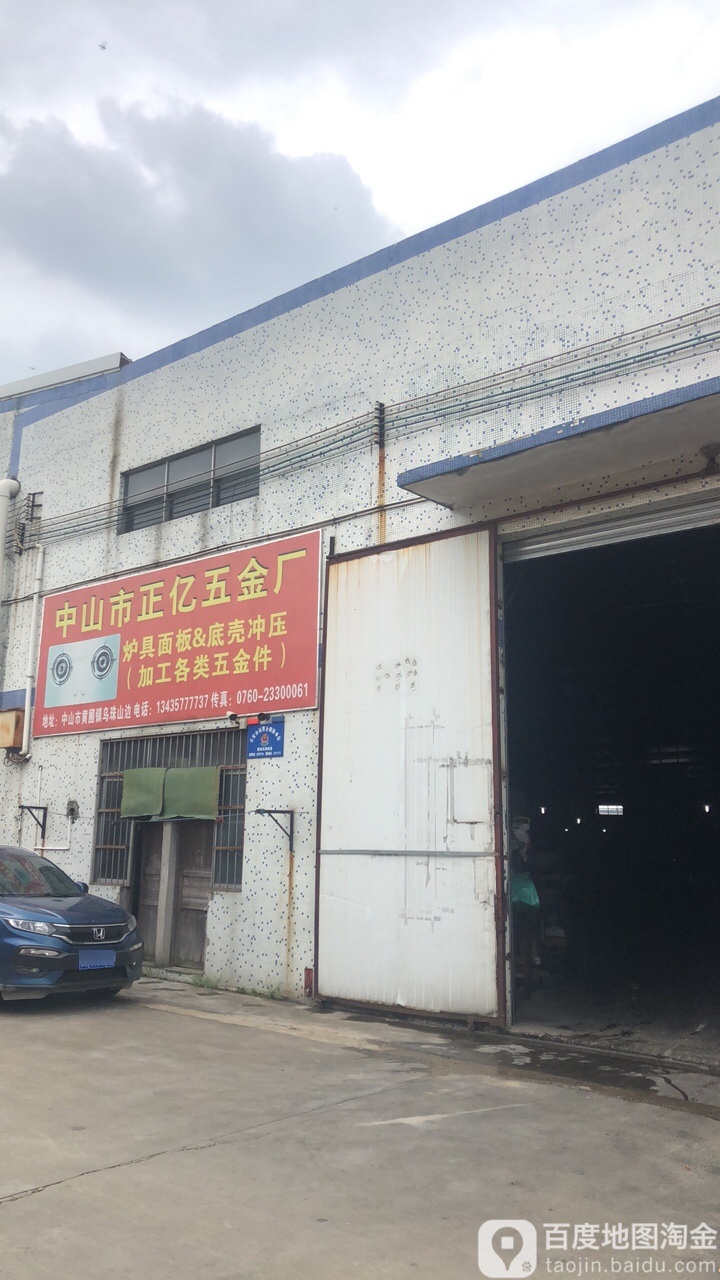 中山市正亿五金厂
炉具面板&底壳冲压
（加工各类五金件）
地址：中山市黄圃镇乌珠山边 电话：13435777737 传真：0760-23300061
百度地图淘金
taojin.baidu.com